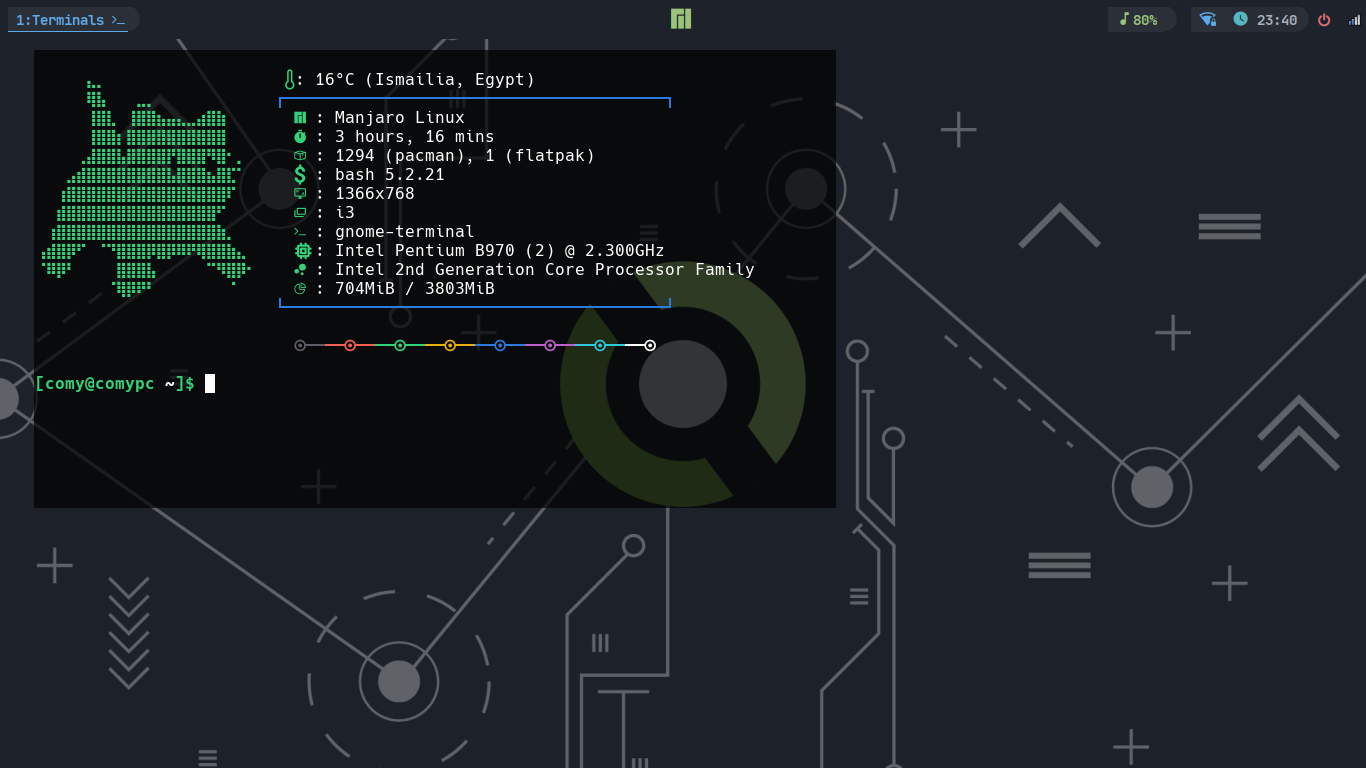 1:Terminals >_
80%
23:40
: 16°C (Ismailia, Egypt)
: Manjaro Linux
: 3 hours, 16 mins
: 1294 (pacman), 1 (flatpak)
$ : bash 5.2.21
: 1366x768
: i3
>_ : gnome-terminal
: Intel Pentium B970 (2) @ 2.300GHz
: Intel 2nd Generation Core Processor Family
: 704MiB / 3803MiB
[comy@comypc ~]$